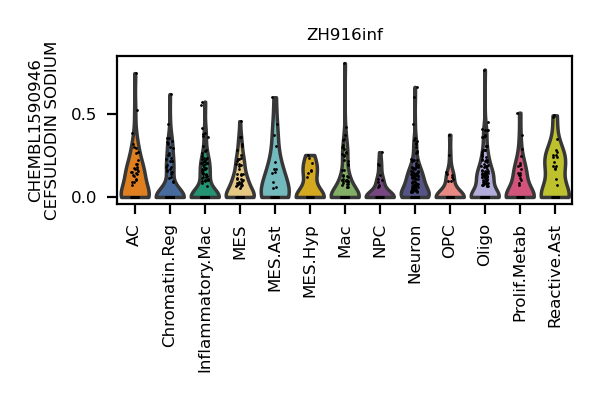 ZH916inf
CHEMBL1590946
CEFSULODIN SODIUM
0.5
0.0
AC
Chromatin.Reg
Inflammatory.Mac
MES
MES.Ast
MES.Hyp
Mac
NPC
Neuron
OPC
Oligo
Prolif.Metab
Reactive.Ast